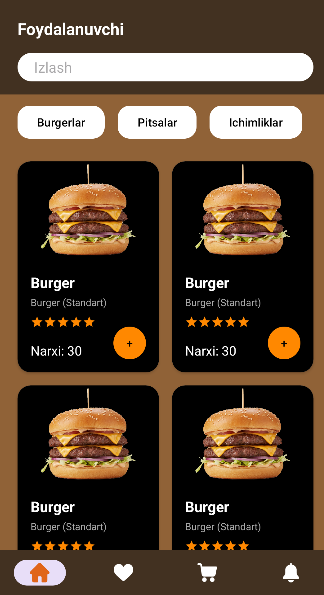 Foydalanuvchi
Izlash
Burgerlar Pitsalar Ichimliklar
Burger Burger
Burger (Standart) Burger (Standart)
Narxi: 30 + Narxi: 30 +
Burger Burger
Burger (Standart) Burger (Standart)